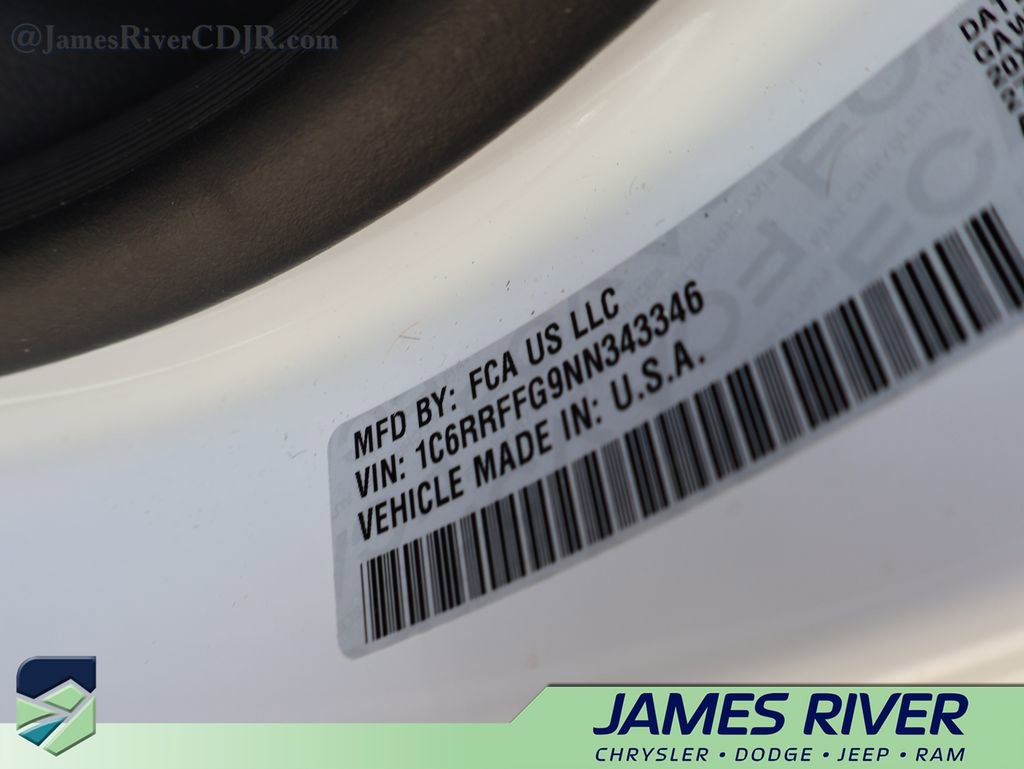 @JamesRiverCDJR.com
MFD BY: FCA US LLC
VIN: 1C6RRFFG9NN343346
VEHICLE MADE IN: U.S.A.
JAMES RIVER
CHRYSLER • DODGE • JEEP • RAM